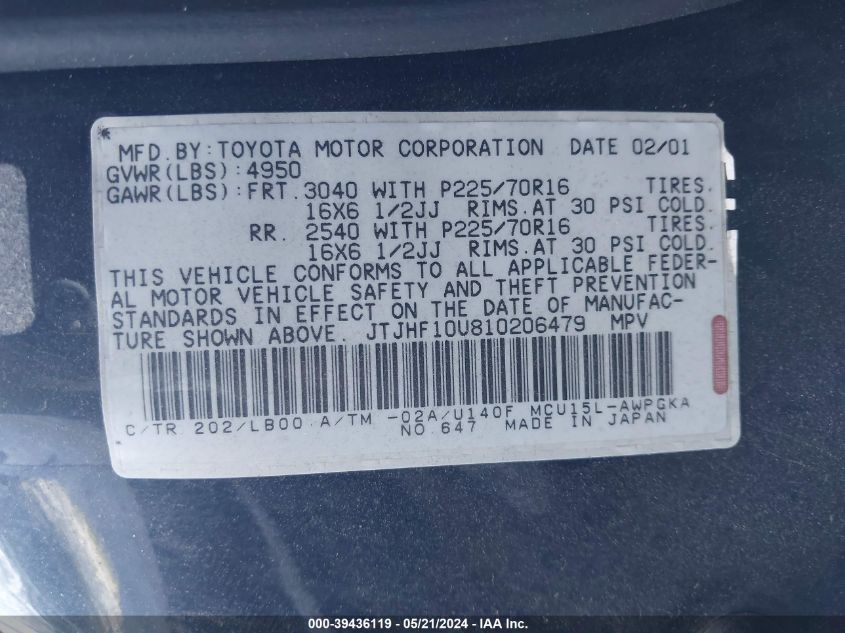 MFD. BY: TOYOTA MOTOR CORPORATION DATE 02/01
GVWR(LBS): 4950
GAWR(LBS): FRT. 3040 WITH P225/70R16 TIRES.
16X6 1/2JJ RIMS. AT 30 PSI COLD.
RR. 2540 WITH P225/70R16 TIRES.
16X6 1/2JJ RIMS. AT 30 PSI COLD.
THIS VEHICLE CONFORMS TO ALL APPLICABLE FEDER-
AL MOTOR VEHICLE SAFETY AND THEFT PREVENTION
STANDARDS IN EFFECT ON THE DATE OF MANUFAC-
TURE SHOWN ABOVE. JTJHF10U810206479 MPV
C/TR 202/LB00 A/TM -02A/U140F MCU15L-AWPGKA
NO.647 MADE IN JAPAN
000-39436119 - 05/21/2024 - IAA Inc.